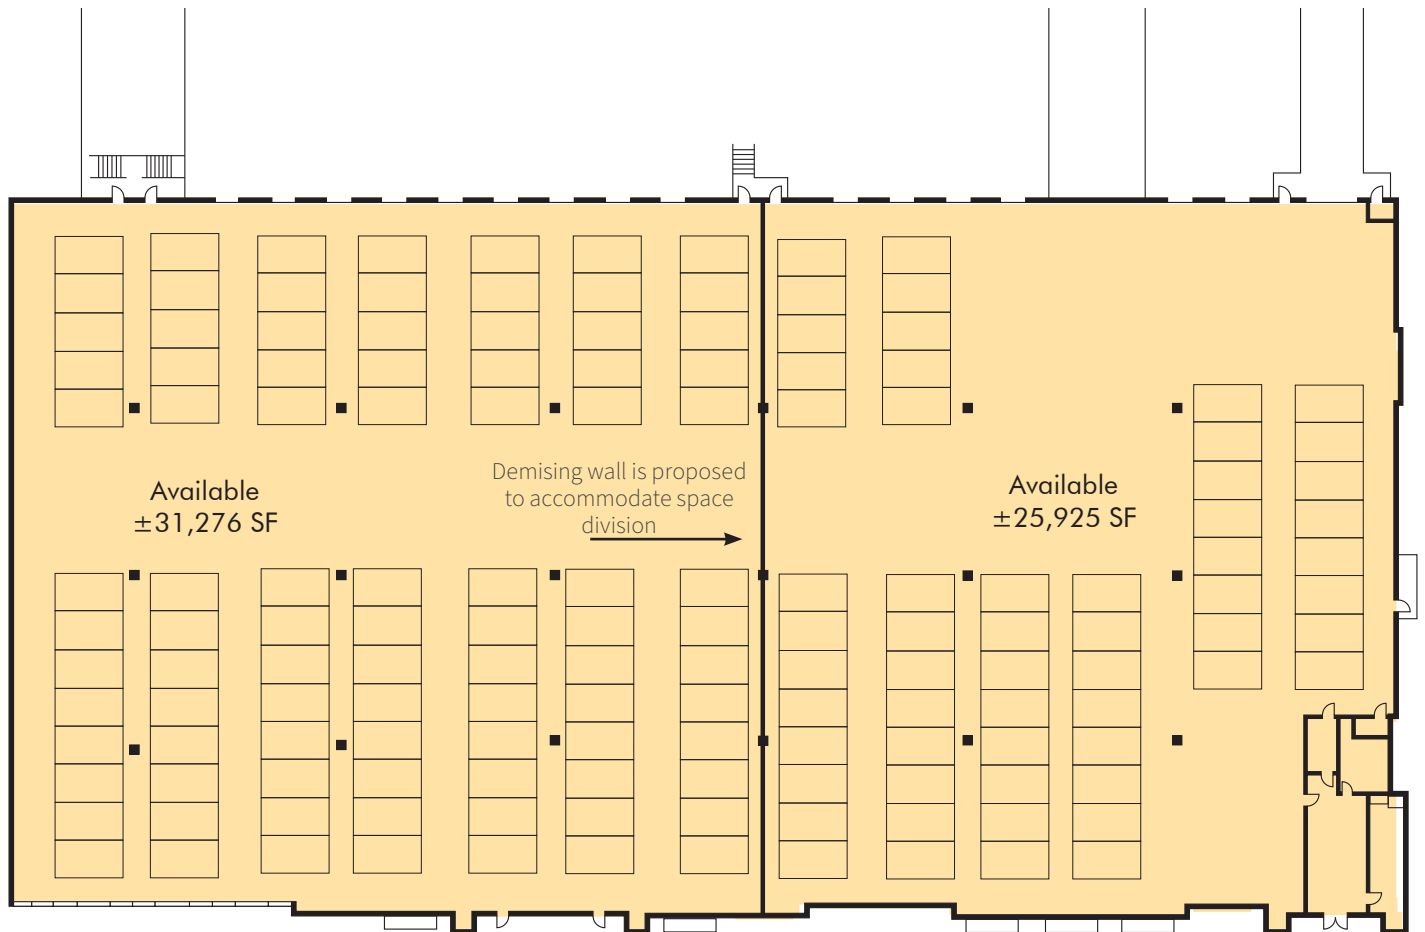 Available
±31,276 SF
Demising wall is proposed
to accommodate space
division
Available
±25,925 SF